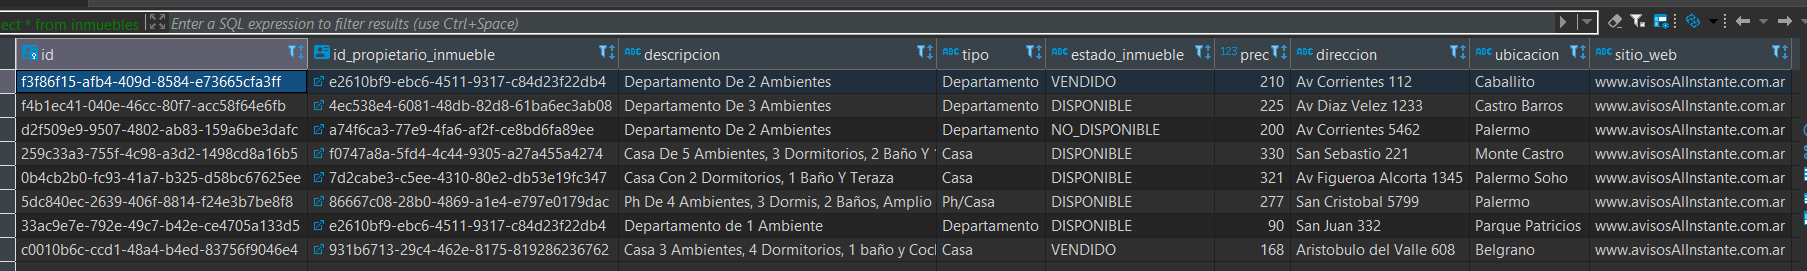 ect * from inmuebles Enter a SQL expression to filter results (use Ctrl+Space)
id id_propietario_inmueble ABC descripcion ABC tipo ABC estado_inmueble 123 prec ABC direccion ABC ubicacion ABC sitio_web
f3f86f15-afb4-409d-8584-e73665cfa3ff e2610bf9-ebc6-4511-9317-c84d23f22db4 Departamento De 2 Ambientes Departamento VENDIDO 210 Av Corrientes 112 Caballito www.avisosAlInstante.com.ar
f4b1ec41-040e-46cc-80f7-acc58f64e6fb 4ec538e4-6081-48db-82d8-61ba6ec3ab08 Departamento De 3 Ambientes Departamento DISPONIBLE 225 Av Diaz Velez 1233 Castro Barros www.avisosAlInstante.com.ar
d2f509e9-9507-4802-ab83-159a6be3dafc a74f6ca3-77e9-4fa6-af2f-ce8bd6fa89ee Departamento De 2 Ambientes Departamento NO_DISPONIBLE 200 Av Corrientes 5462 Palermo www.avisosAlInstante.com.ar
259c33a3-755f-4c98-a3d2-1498cd8a16b5 f0747a8a-5fd4-4c44-9305-a27a455a4274 Casa De 5 Ambientes, 3 Dormitorios, 2 Baño Y Casa DISPONIBLE 330 San Sebastio 221 Monte Castro www.avisosAlInstante.com.ar
0b4cb2b0-fc93-41a7-b325-d58bc67625ee 7d2cabe3-c5ee-4310-80e2-db53e19fc347 Casa Con 2 Dormitorios, 1 Baño Y Teraza Casa DISPONIBLE 321 Av Figueroa Alcorta 1345 Palermo Soho www.avisosAlInstante.com.ar
5dc840ec-2639-406f-8814-f24e3b7be8f8 86667c08-28b0-4869-a1e4-e797e0179dac Ph De 4 Ambientes, 3 Dormis, 2 Baños, Amplio Ph/Casa DISPONIBLE 277 San Cristobal 5799 Palermo www.avisosAlInstante.com.ar
33ac9e7e-792e-49c7-b42e-ce4705a133d5 e2610bf9-ebc6-4511-9317-c84d23f22db4 Departamento de 1 Ambiente Departamento DISPONIBLE 90 San Juan 332 Parque Patricios www.avisosAlInstante.com.ar
c0010b6c-ccd1-48a4-b4ed-83756f9046e4 931b6713-29c4-462e-8175-819286236762 Casa 3 Ambientes, 4 Dormitorios, 1 baño y Coc Casa VENDIDO 168 Aristobulo del Valle 608 Belgrano www.avisosAlInstante.com.ar